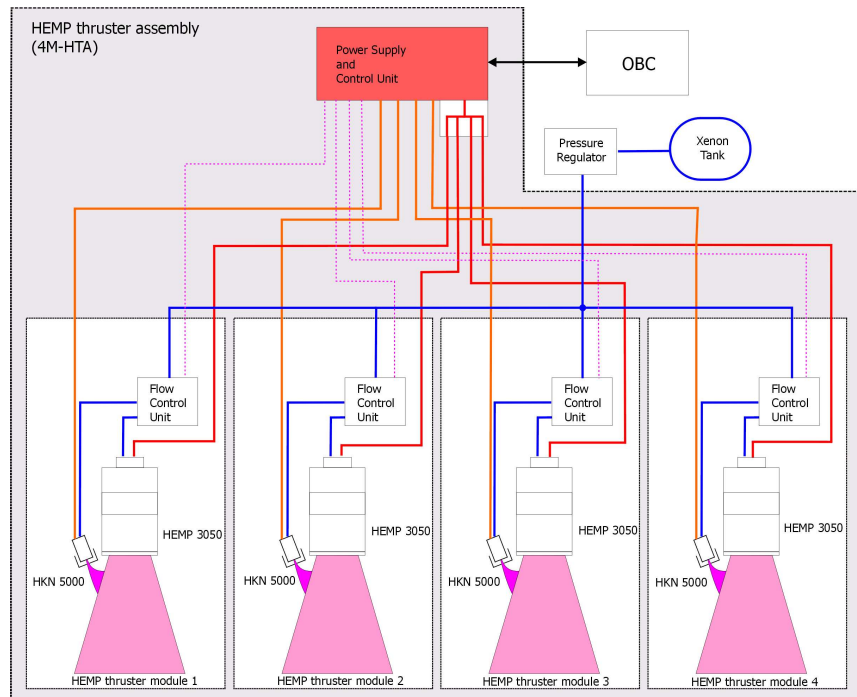 HEMP thruster assembly
(4M-HTA)
Power Supply
and
Control Unit
OBC
Pressure
Regulator
Xenon
Tank
Flow
Control
Unit
HEMP 3050
HKN 5000
HEMP thruster module 1
Flow
Control
Unit
HEMP 3050
HKN 5000
HEMP thruster module 2
Flow
Control
Unit
HEMP 3050
HKN 5000
HEMP thruster module 3
Flow
Control
Unit
HEMP 3050
HKN 5000
HEMP thruster module 4